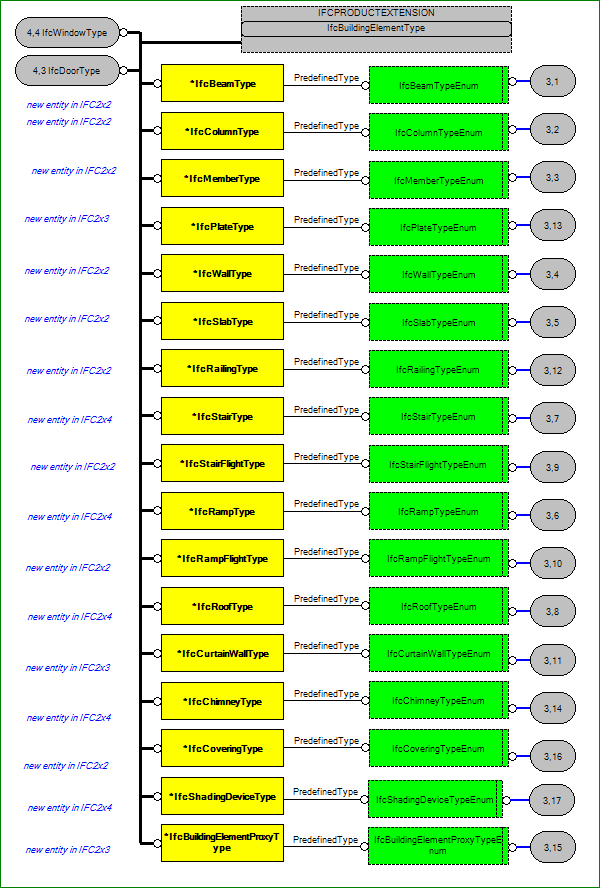 IFCPRODUCTEXTENSION
IfcBuildingElementType
4,4 IfcWindowType
4,3 IfcDoorType
*IfcBeamType PredefinedType IfcBeamTypeEnum 3,1
new entity in IFC2x2
new entity in IFC2x2
*IfcColumnType PredefinedType IfcColumnTypeEnum 3,2
new entity in IFC2x2
*IfcMemberType PredefinedType IfcMemberTypeEnum 3,3
new entity in IFC2x3
*IfcPlateType PredefinedType IfcPlateTypeEnum 3,13
new entity in IFC2x2
*IfcWallType PredefinedType IfcWallTypeEnum 3,4
new entity in IFC2x2
*IfcSlabType PredefinedType IfcSlabTypeEnum 3,5
new entity in IFC2x2
*IfcRailingType PredefinedType IfcRailingTypeEnum 3,12
new entity in IFC2x4
*IfcStairType PredefinedType IfcStairTypeEnum 3,7
new entity in IFC2x2
*IfcStairFlightType PredefinedType IfcStairFlightTypeEnum 3,9
new entity in IFC2x4
*IfcRampType PredefinedType IfcRampTypeEnum 3,6
new entity in IFC2x2
*IfcRampFlightType PredefinedType IfcRampFlightTypeEnum 3,10
new entity in IFC2x4
*IfcRoofType PredefinedType IfcRoofTypeEnum 3,8
new entity in IFC2x3
*IfcCurtainWallType PredefinedType IfcCurtainWallTypeEnum 3,11
new entity in IFC2x4
*IfcChimneyType PredefinedType IfcChimneyTypeEnum 3,14
new entity in IFC2x2
*IfcCoveringType PredefinedType IfcCoveringTypeEnum 3,16
new entity in IFC2x4
*IfcShadingDeviceType PredefinedType IfcShadingDeviceTypeEnum 3,17
new entity in IFC2x3
*IfcBuildingElementProxyT
ype
PredefinedType
IfcBuildingElementProxyTypeE
num
3,15